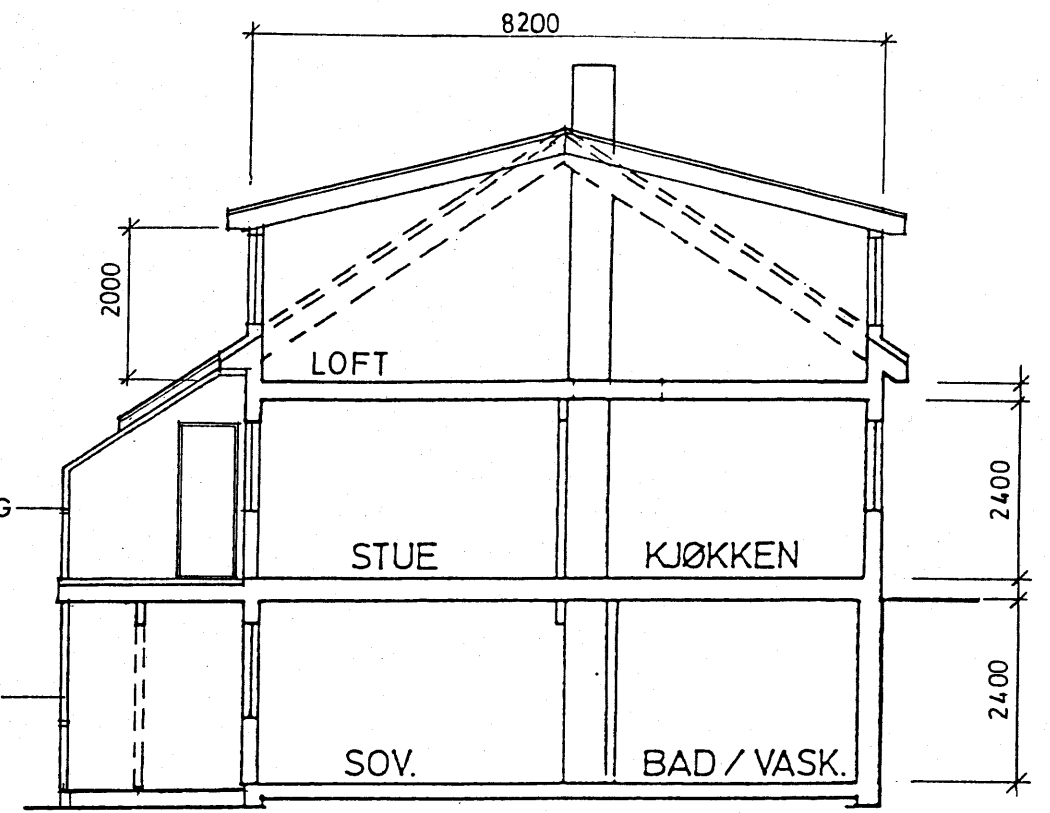 8200
2000
LOFT
G
2400
STUE
KJØKKEN
2400
SOV.
BAD / VASK.